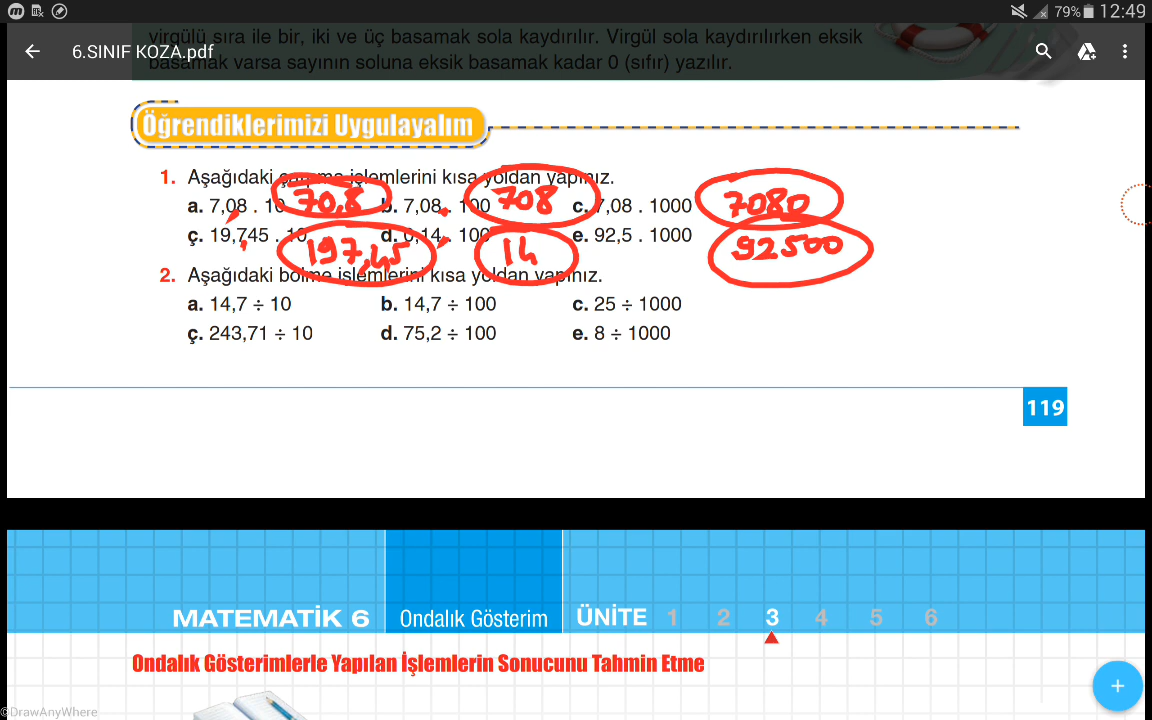 79% 12:49
virgülü sıra ile bir, iki ve üç basamak sola kaydırılır. Virgül sola kaydırılırken eksik
6.SINIF KOZA.pdf
basamak varsa sayının soluna eksik basamak kadar 0 (sıfır) yazılır.
Öğrendiklerimizi Uygulayalım
1. Aşağıdaki çarpma işlemlerini kısa yoldan yapınız.
a. 7,08 . 10 70,8 b. 7,08 . 100 708 c. 7,08 . 1000 7080
ç. 19,745 . 10 197,45 d. 0,14 . 100 14 e. 92,5 . 1000 92500
2. Aşağıdaki bölme işlemlerini kısa yoldan yapınız.
a. 14,7 ÷ 10 b. 14,7 ÷ 100 c. 25 ÷ 1000
ç. 243,71 ÷ 10 d. 75,2 ÷ 100 e. 8 ÷ 1000
119
MATEMATİK 6 Ondalık Gösterim ÜNİTE 1 2 3 4 5 6
Ondalık Gösterimlerle Yapılan İşlemlerin Sonucunu Tahmin Etme
©DrawAnyWhere